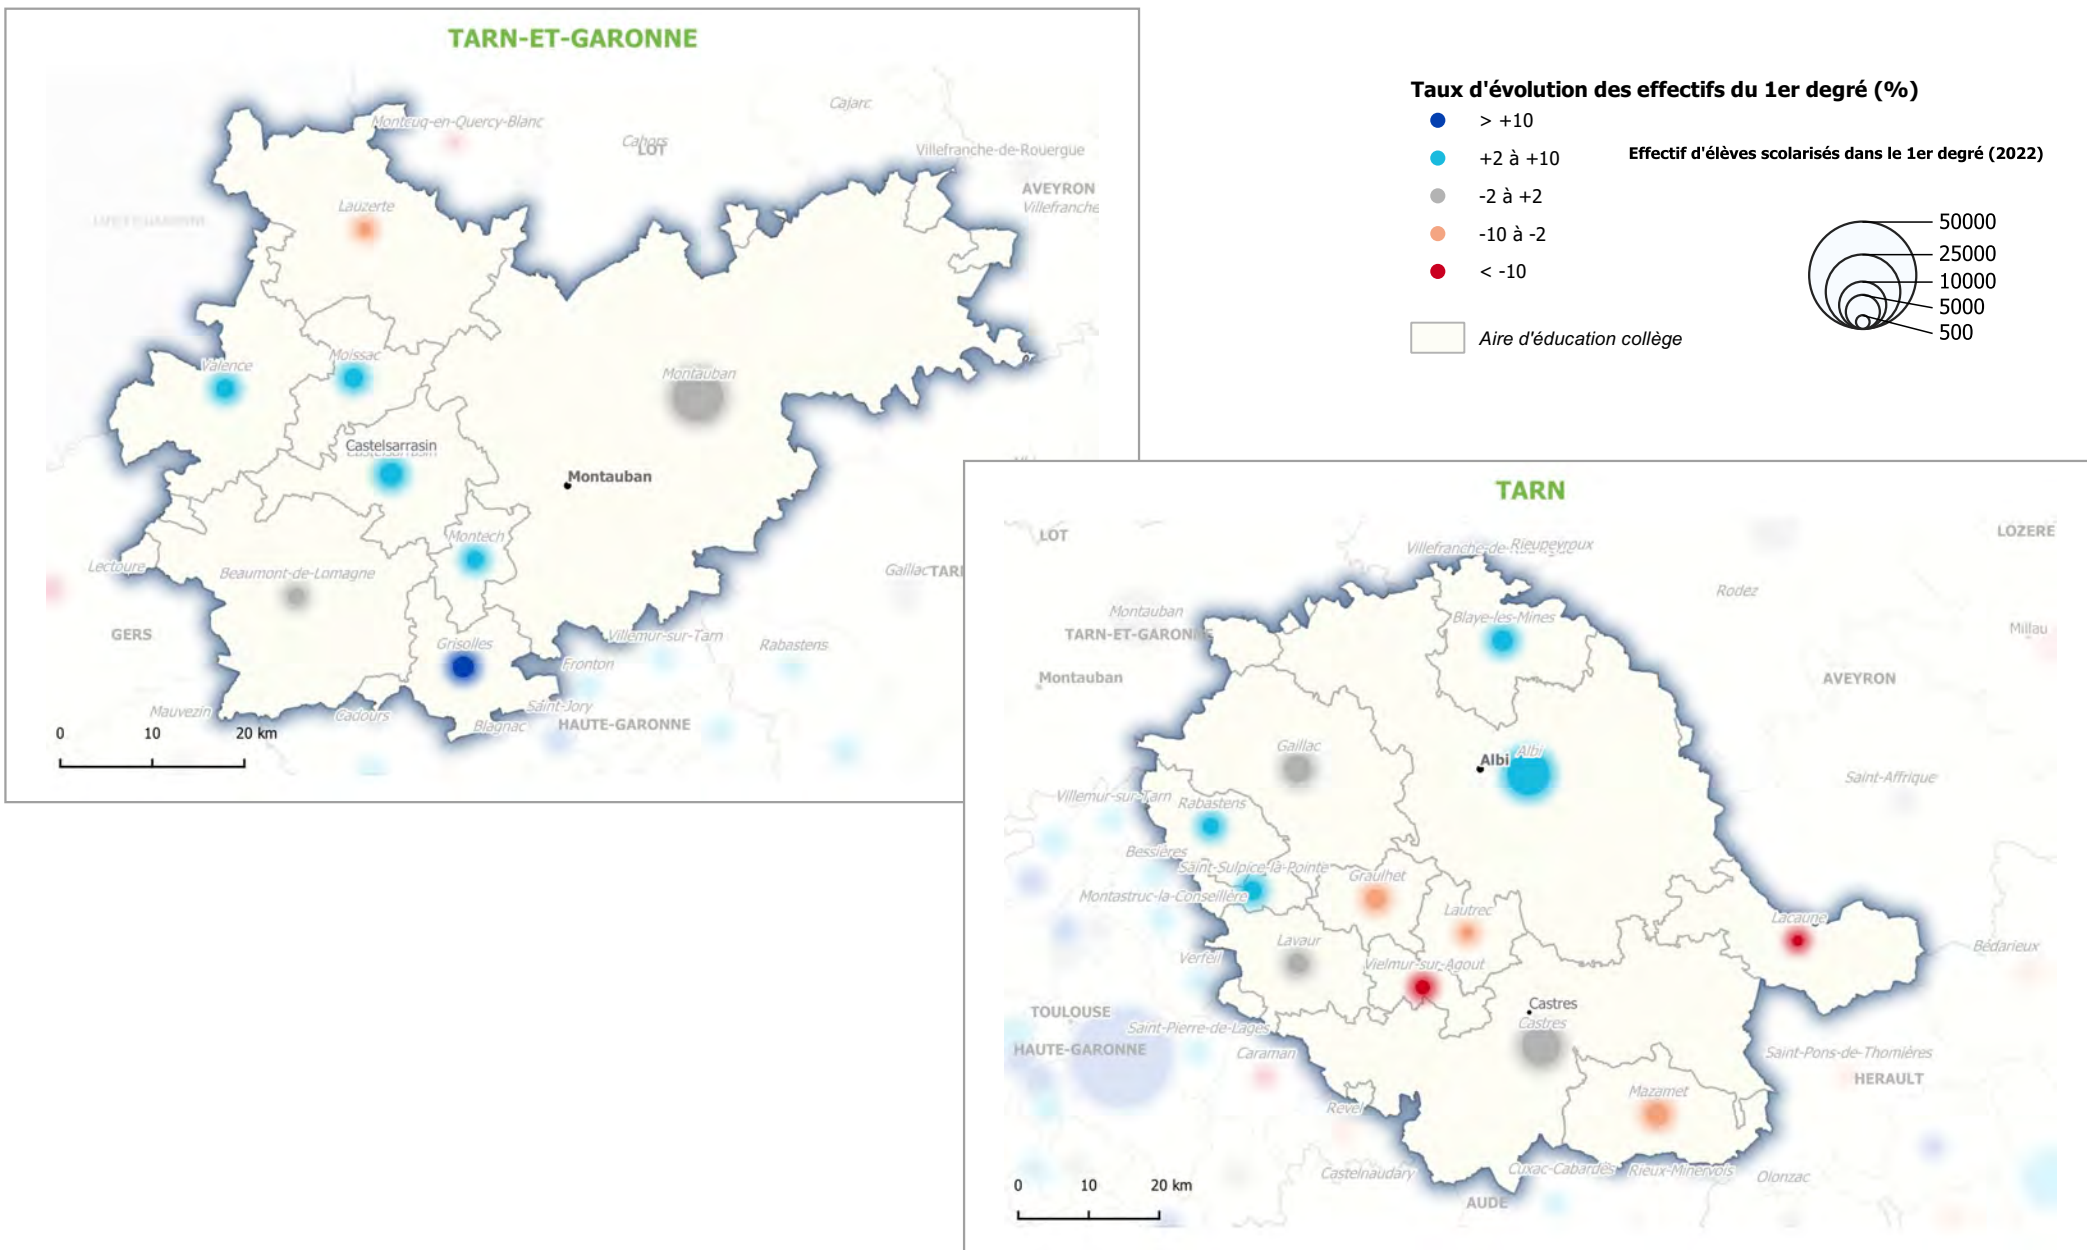 TARN-ET-GARONNE
Montcuq-en-Quercy-Blanc
Cajarc
Cahors
LOT
Villefranche-de-Rouergue
AVEYRON
Villefranche
Lauzerte
Valence
Moissac
Montauban
Castelsarrasin
Castelsarrasin
Montauban
Montech
Lectoure
Beaumont-de-Lomagne
Gaillac
TARN
GERS
Grisolles
Villemur-sur-Tarn
Rabastens
Fronton
Mauvezin
Cadours
Saint-Jory
Blagnac
HAUTE-GARONNE
0 10 20 km
Taux d'évolution des effectifs du 1er degré (%)
> +10
+2 à +10
-2 à +2
-10 à -2
< -10
Aire d'éducation collège
Effectif d'élèves scolarisés dans le 1er degré (2022)
50000
25000
10000
5000
500
TARN
LOT
LOZERE
Rieupeyroux
Rodez
Montauban
TARN-ET-GARONNE
Blaye-les-Mines
Millau
Montauban
AVEYRON
Gaillac
Albi
Albi
Saint-Affrique
Villemur-sur-Tarn
Rabastens
Bessières
Saint-Sulpice-la-Pointe
Montastruc-la-Conseillère
Graulhet
Lautrec
Lacaune
Lavaur
Bédarieux
Verfeil
Vielmur-sur-Agout
TOULOUSE
Castres
Saint-Pierre-de-Lages
Castres
HAUTE-GARONNE
Caraman
Saint-Pons-de-Thomières
HERAULT
Mazamet
Revel
Castelnaudary
Cuxac-Cabardès
Rieux-Minervois
Olonzac
AUDE
0 10 20 km